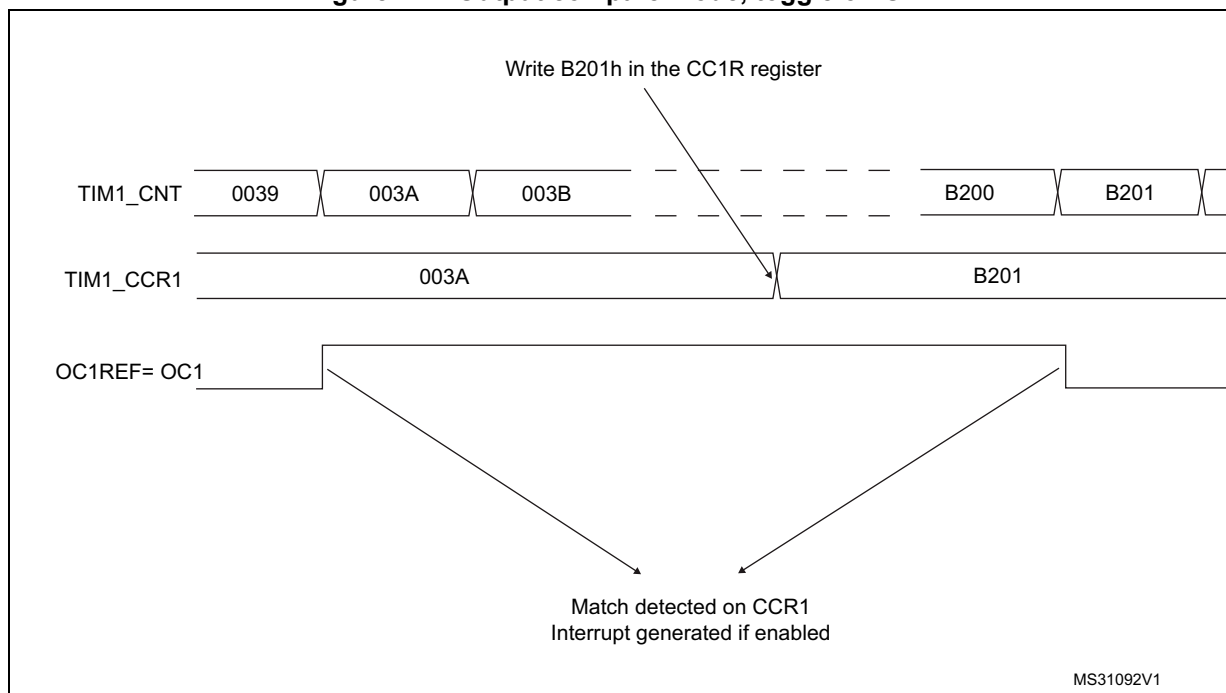 Write B201h in the CC1R register
TIM1_CNT 0039 003A 003B B200 B201
TIM1_CCR1 003A B201
OC1REF= OC1
Match detected on CCR1
Interrupt generated if enabled
MS31092V1